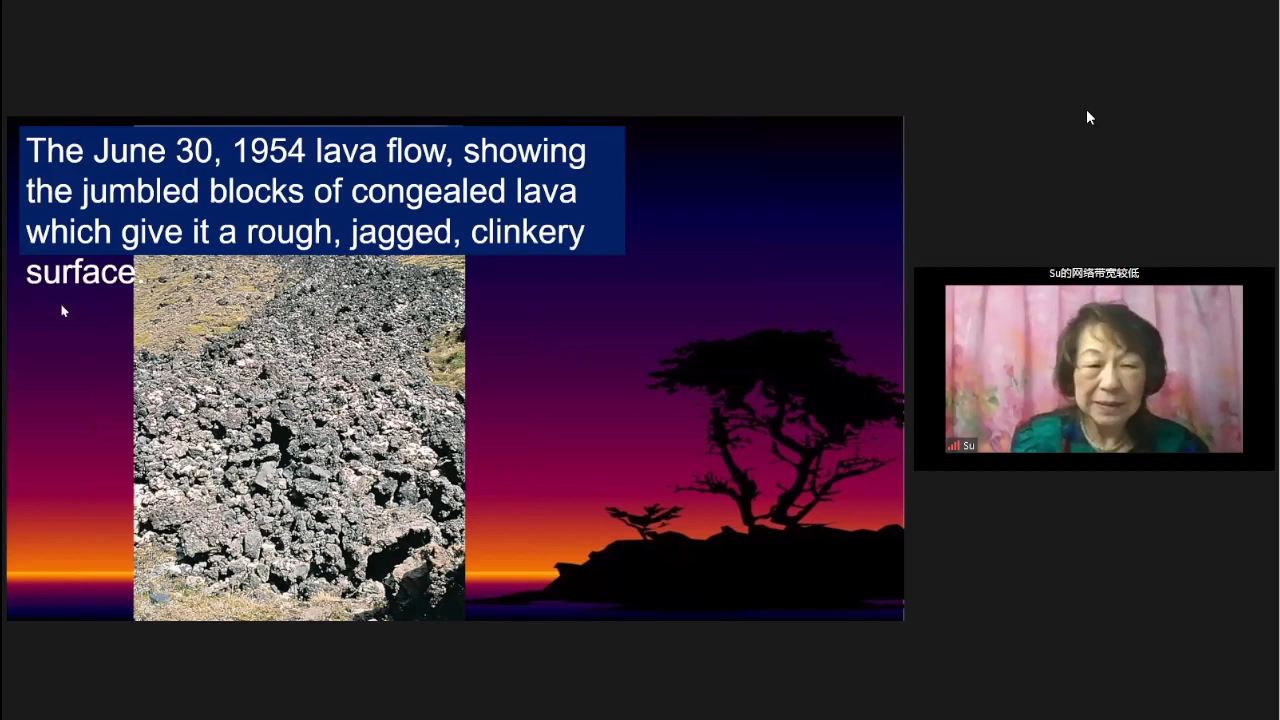 The June 30, 1954 lava flow, showing
the jumbled blocks of congealed lava
which give it a rough, jagged, clinkery
surface.
Su的网络带宽较低
Su